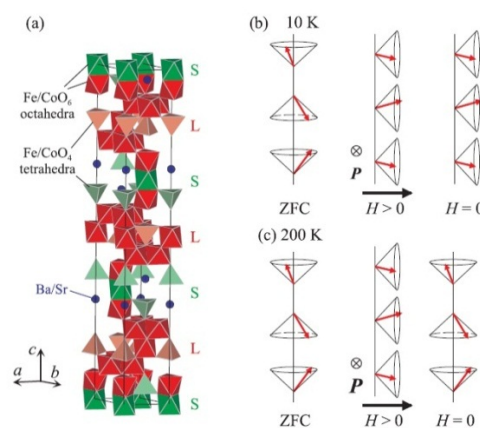 (a)
Fe/CoO6
octahedra
Fe/CoO4
tetrahedra
Ba/Sr
S
L
S
L
S
L
S
c
a
b
(b)
10 K
ZFC
⊗
P
H > 0
H = 0
(c) 200 K
ZFC
⊗
P
H > 0
H = 0